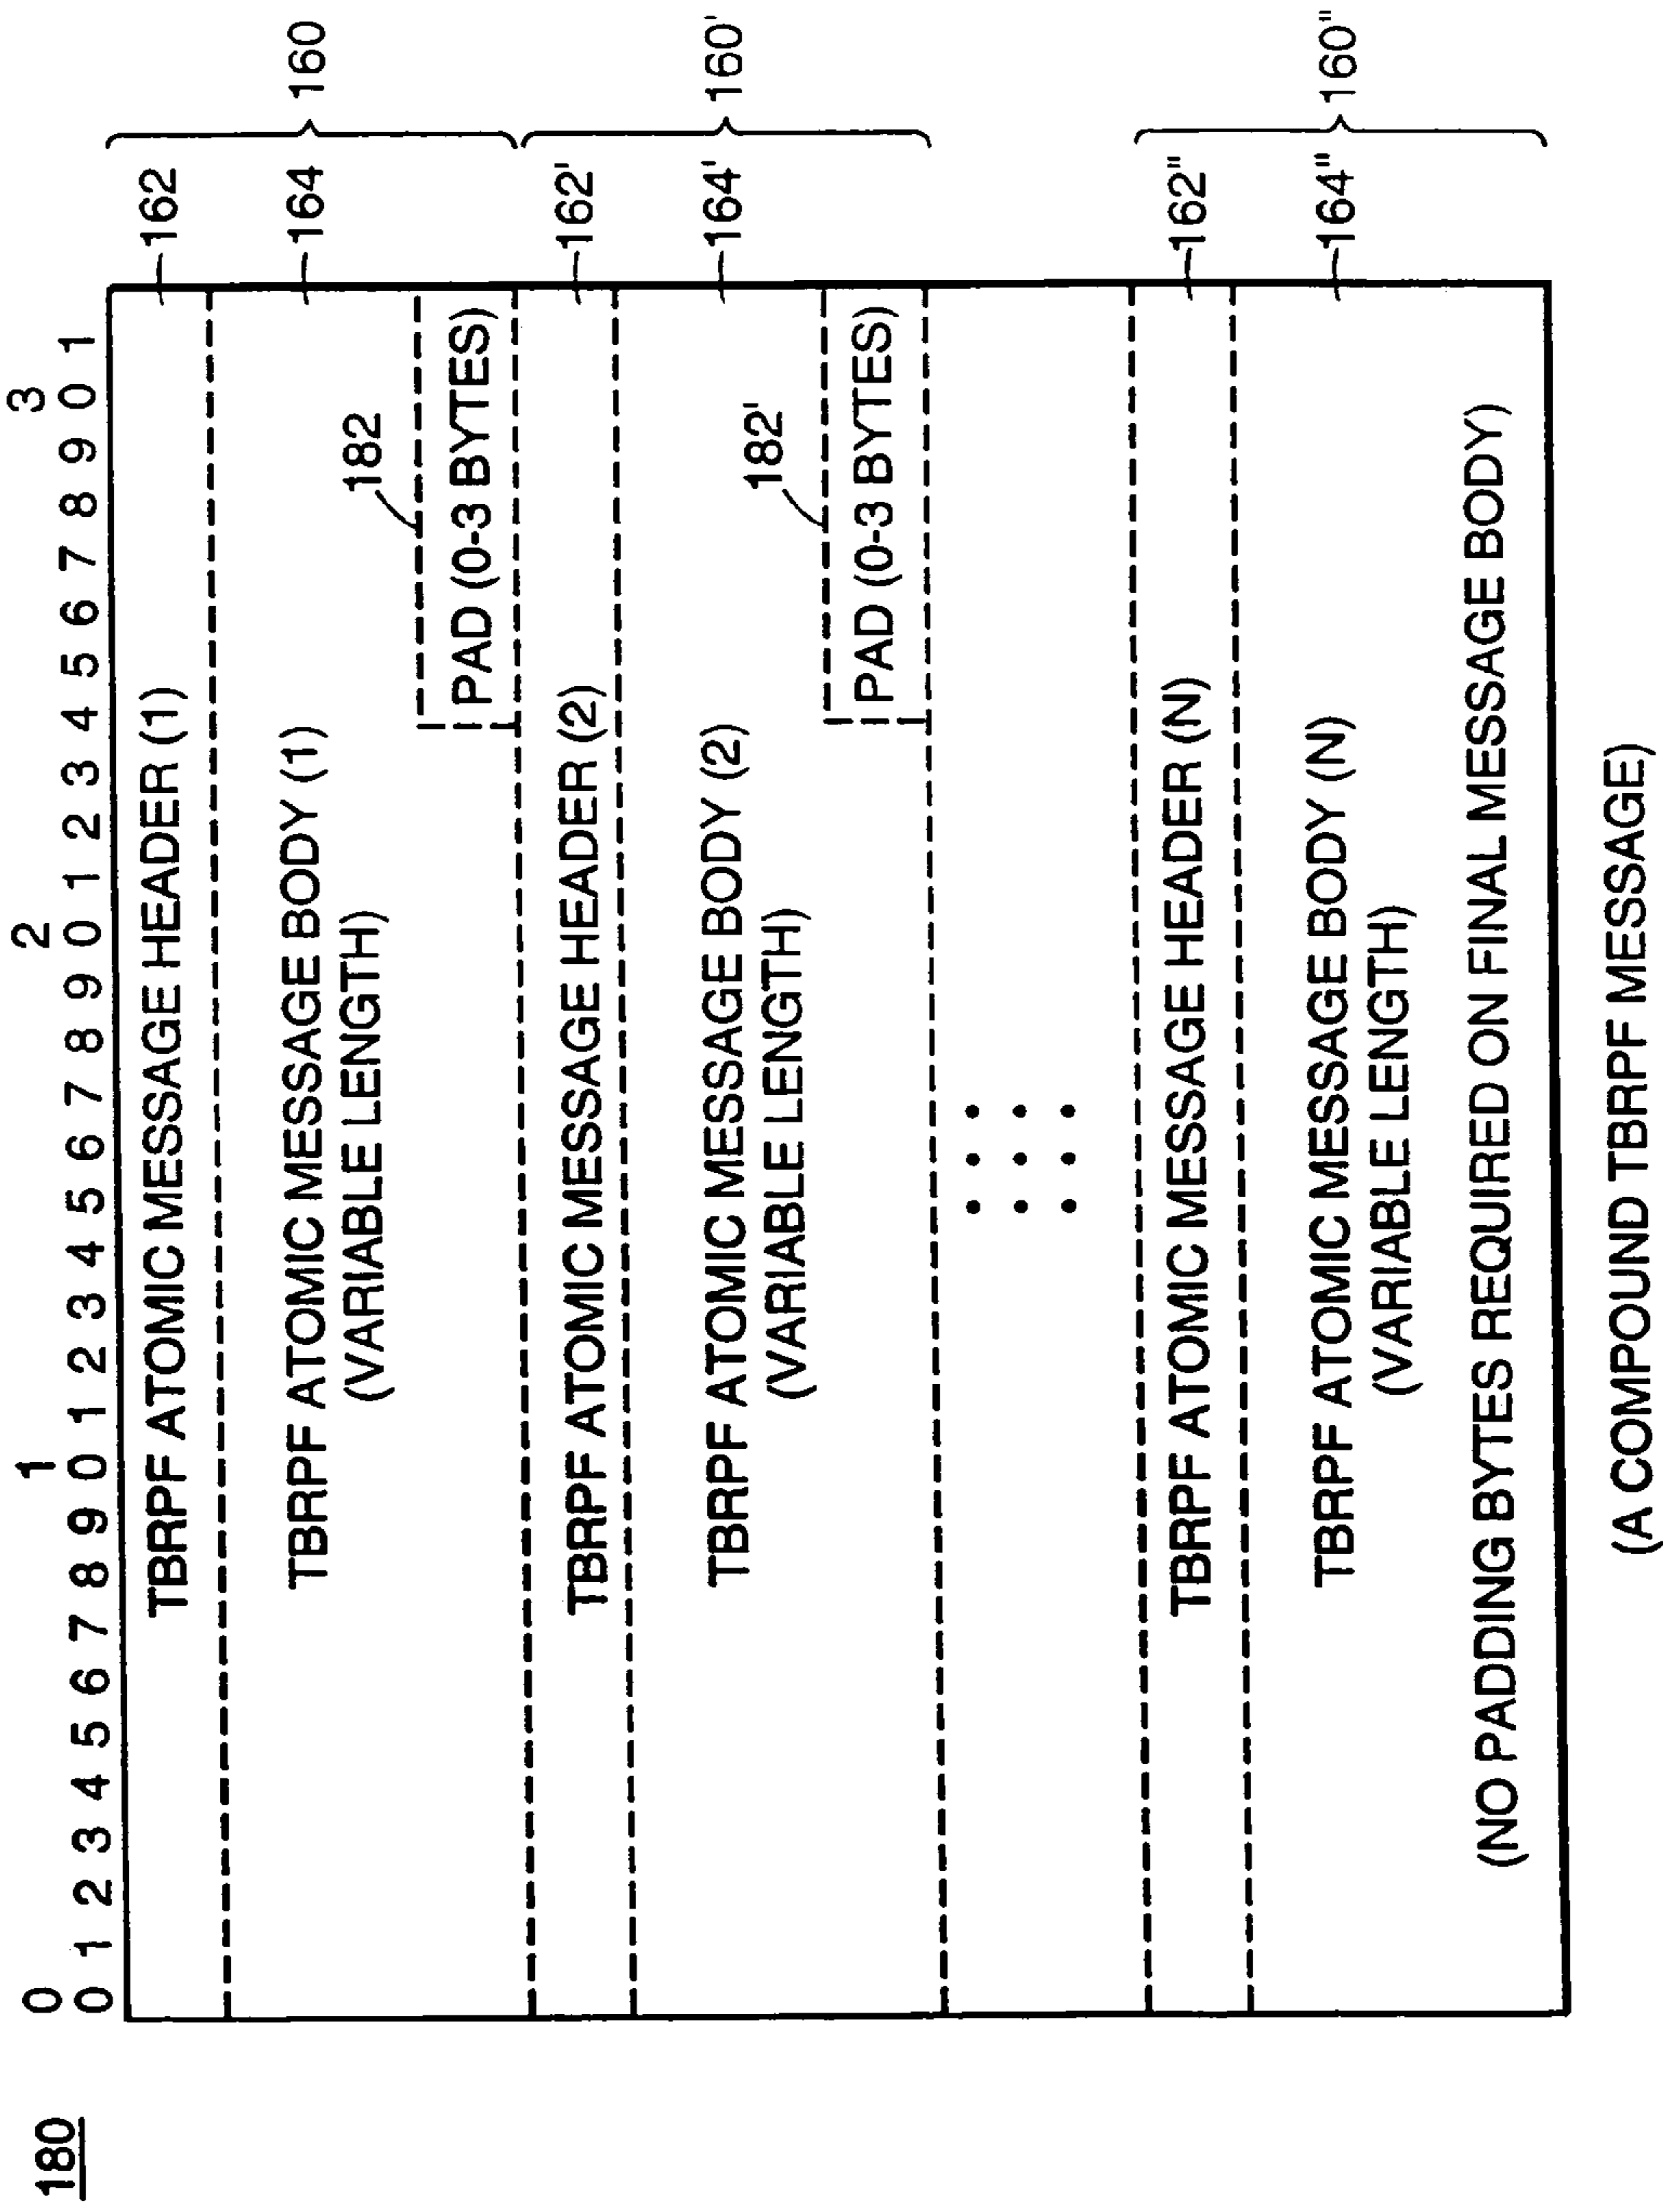 180
0 1 2 3
0 1 2 3 4 5 6 7 8 9 0 1 2 3 4 5 6 7 8 9 0 1 2 3 4 5 6 7 8 9 0 1
TBRPF ATOMIC MESSAGE HEADER (1) 162
TBRPF ATOMIC MESSAGE BODY (1) 164 160
(VARIABLE LENGTH) 182
PAD (0-3 BYTES)
TBRPF ATOMIC MESSAGE HEADER (2) 162'
TBRPF ATOMIC MESSAGE BODY (2) 164' 160'
(VARIABLE LENGTH) 182'
PAD (0-3 BYTES)
TBRPF ATOMIC MESSAGE HEADER (N) 162"
TBRPF ATOMIC MESSAGE BODY (N) 164" 160"
(VARIABLE LENGTH)
(NO PADDING BYTES REQUIRED ON FINAL MESSAGE BODY)
(A COMPOUND TBRPF MESSAGE)